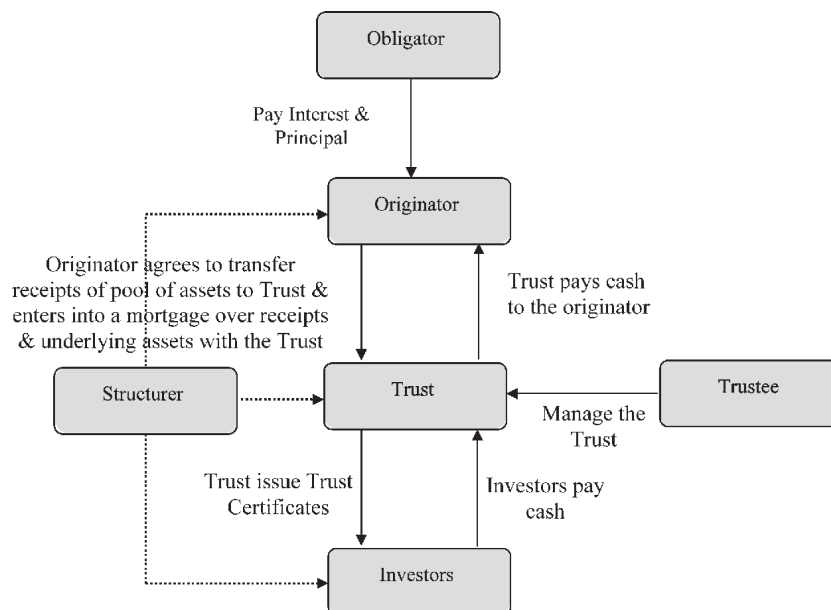 Obligator
Pay Interest &
Principal
Originator
Originator agrees to transfer
receipts of pool of assets to Trust &
enters into a mortgage over receipts
& underlying assets with the Trust
Trust pays cash
to the originator
Structurer
Trust
Trustee
Manage the
Trust
Trust issue Trust
Certificates
Investors pay
cash
Investors